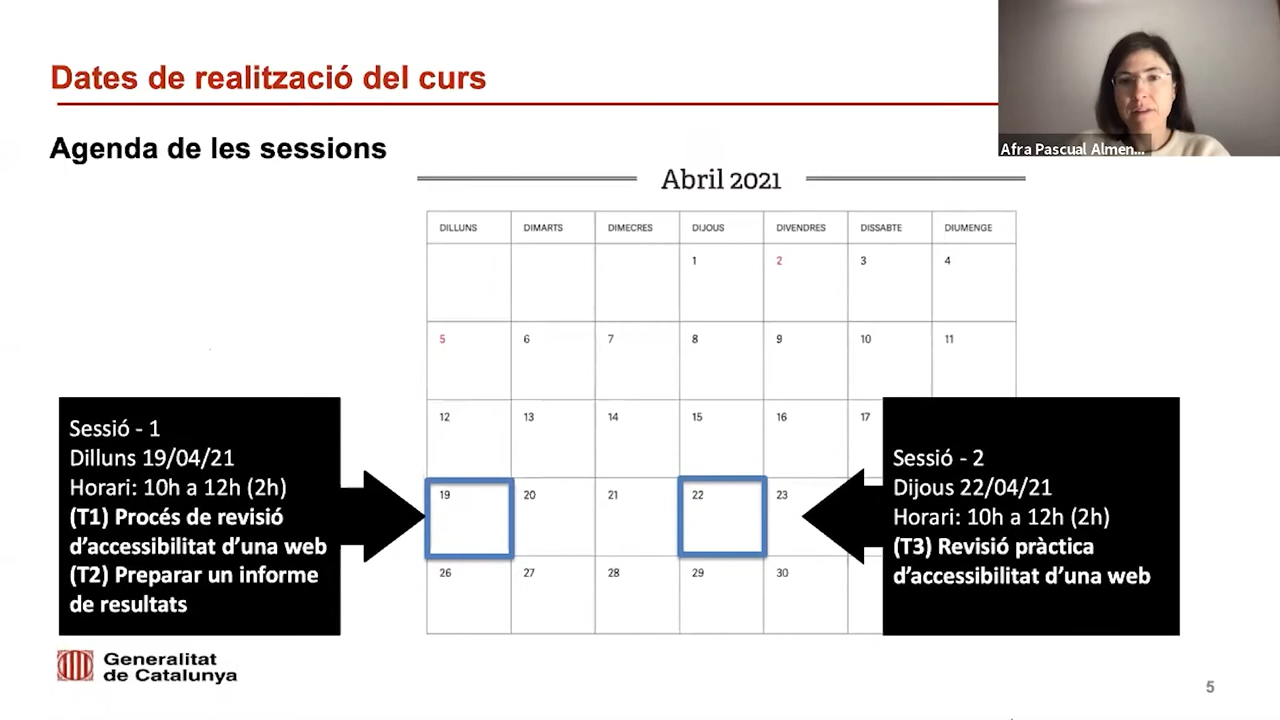 Dates de realització del curs
Afra Pascual Almen...
Agenda de les sessions
Abril 2021
DILLUNS DIMARTS DIMECRES DIJOUS DIVENDRES DISSABTE DIUMENGE
1 2 3 4
5 6 7 8 9 10 11
12 13 14 15 16 17
19 20 21 22 23
26 27 28 29 30
Sessió - 1
Dilluns 19/04/21
Horari: 10h a 12h (2h)
(T1) Procés de revisió
d’accessibilitat d’una web
(T2) Preparar un informe
de resultats
Sessió - 2
Dijous 22/04/21
Horari: 10h a 12h (2h)
(T3) Revisió pràctica
d’accessibilitat d’una web
Generalitat
de Catalunya
5